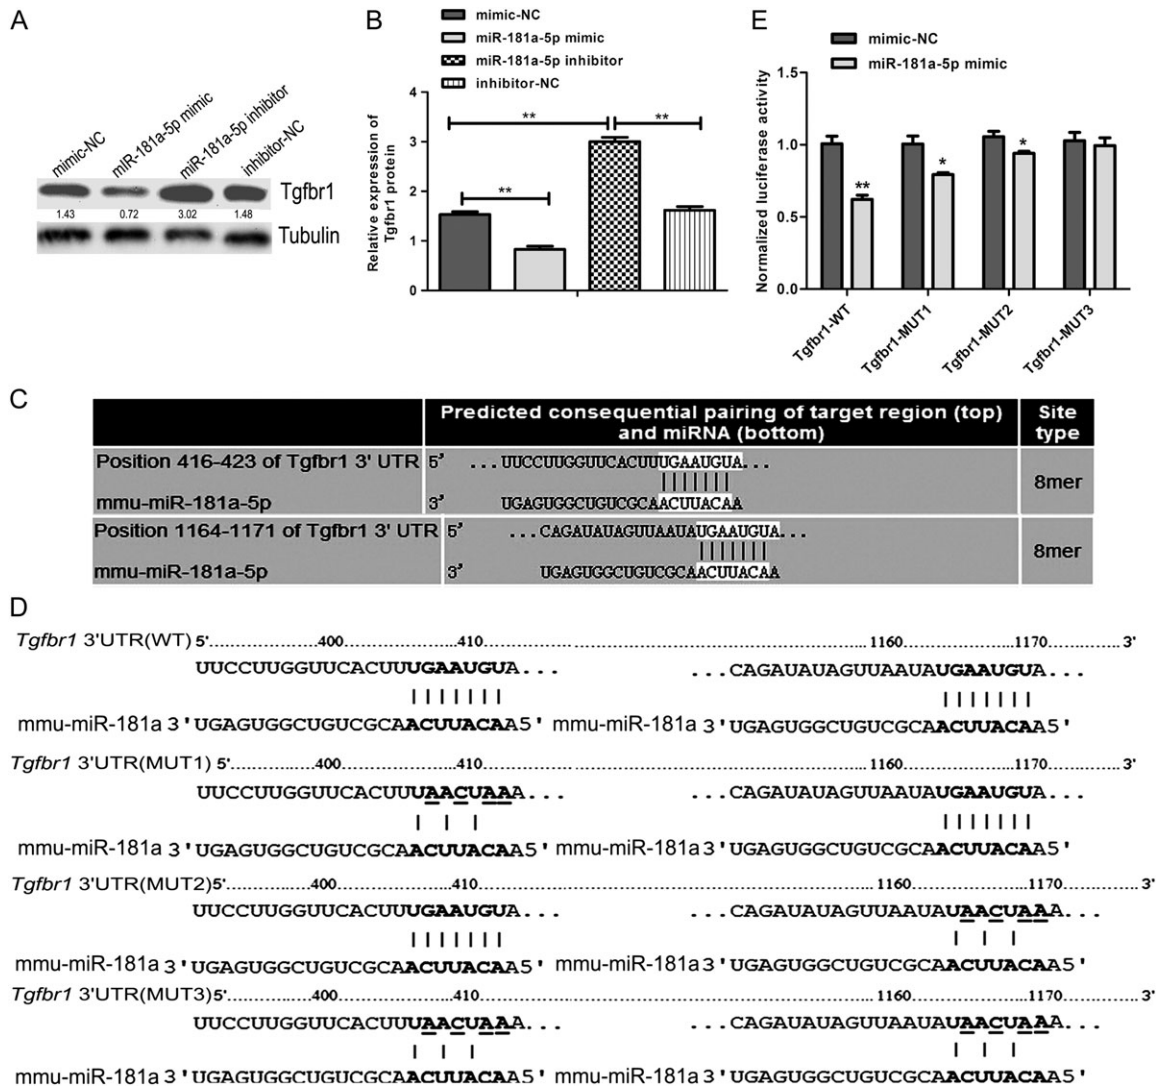 A
mimic-NC
miR-181a-5p mimic
miR-181a-5p inhibitor
inhibitor-NC
Tgfbr1
1.43 0.72 3.02 1.48
Tubulin
B
mimic-NC
miR-181a-5p mimic
miR-181a-5p inhibitor
inhibitor-NC
Relative expression of
Tgfbr1 protein
4
3
2
1
0
**
**
**
E
mimic-NC
miR-181a-5p mimic
Normalized luciferase activity
1.5
1.0
0.5
0.0
**
*
*
Tgfbr1-WT
Tgfbr1-MUT1
Tgfbr1-MUT2
Tgfbr1-MUT3
C
Predicted consequential pairing of target region (top)
and miRNA (bottom)
Site
type
Position 416-423 of Tgfbr1 3' UTR 5' ...UUCCUUGGUUCACUUUGAAUGUA...
mmu-miR-181a-5p 3' UGAGUGGCUGUCGCAACUUACAA
8mer
Position 1164-1171 of Tgfbr1 3' UTR 5' ...CAGAUAUAGUUAAUAUGAAUGUA...
mmu-miR-181a-5p 3' UGAGUGGCUGUCGCAACUUACAA
8mer
D
Tgfbr1 3'UTR(WT) 5'..........400..........410..........1160..........1170..........3'
UUCCUUGGUUCACUUUGAAUGUA... ...CAGAUAUAGUUAAUAUGAAUGUA...
mmu-miR-181a 3'UGAGUGGCUGUCGCAACUUACAA5' mmu-miR-181a 3'UGAGUGGCUGUCGCAACUUACAA5'
Tgfbr1 3'UTR(MUT1) 5'..........400..........410..........1160..........1170..........3'
UUCCUUGGUUCACUUUAACUAAA... ...CAGAUAUAGUUAAUAUGAAUGUA...
mmu-miR-181a 3'UGAGUGGCUGUCGCAACUUACAA5' mmu-miR-181a 3'UGAGUGGCUGUCGCAACUUACAA5'
Tgfbr1 3'UTR(MUT2)5'..........400..........410..........1160..........1170..........3'
UUCCUUGGUUCACUUUGAAUGUA... ...CAGAUAUAGUUAAUAUAACUAAA...
mmu-miR-181a 3'UGAGUGGCUGUCGCAACUUACAA5' mmu-miR-181a 3'UGAGUGGCUGUCGCAACUUACAA5'
Tgfbr1 3'UTR(MUT3)5'..........400..........410..........1160..........1170..........3'
UUCCUUGGUUCACUUUAACUAAA... ...CAGAUAUAGUUAAUAUAACUAAA...
mmu-miR-181a 3'UGAGUGGCUGUCGCAACUUACAA5' mmu-miR-181a 3'UGAGUGGCUGUCGCAACUUACAA5'